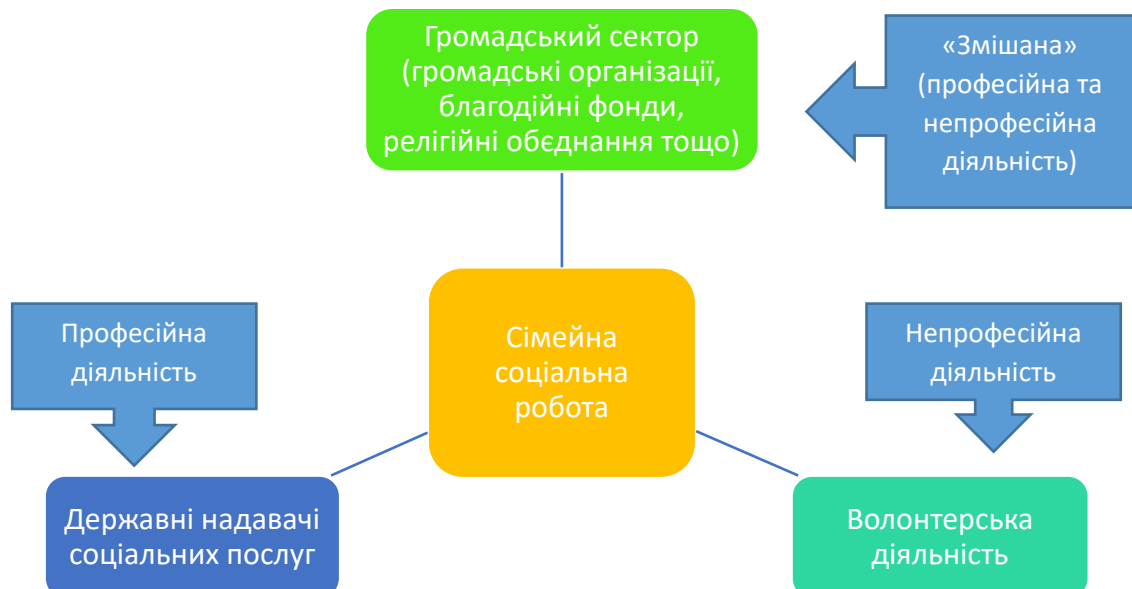 Громадський сектор
(громадські організації,
благодійні фонди,
релігійні обєднання тощо)
«Змішана»
(професійна та
непрофесійна
діяльність)
Професійна
діяльність
Сімейна
соціальна
робота
Непрофесійна
діяльність
Державні надавачі
соціальних послуг
Волонтерська
діяльність